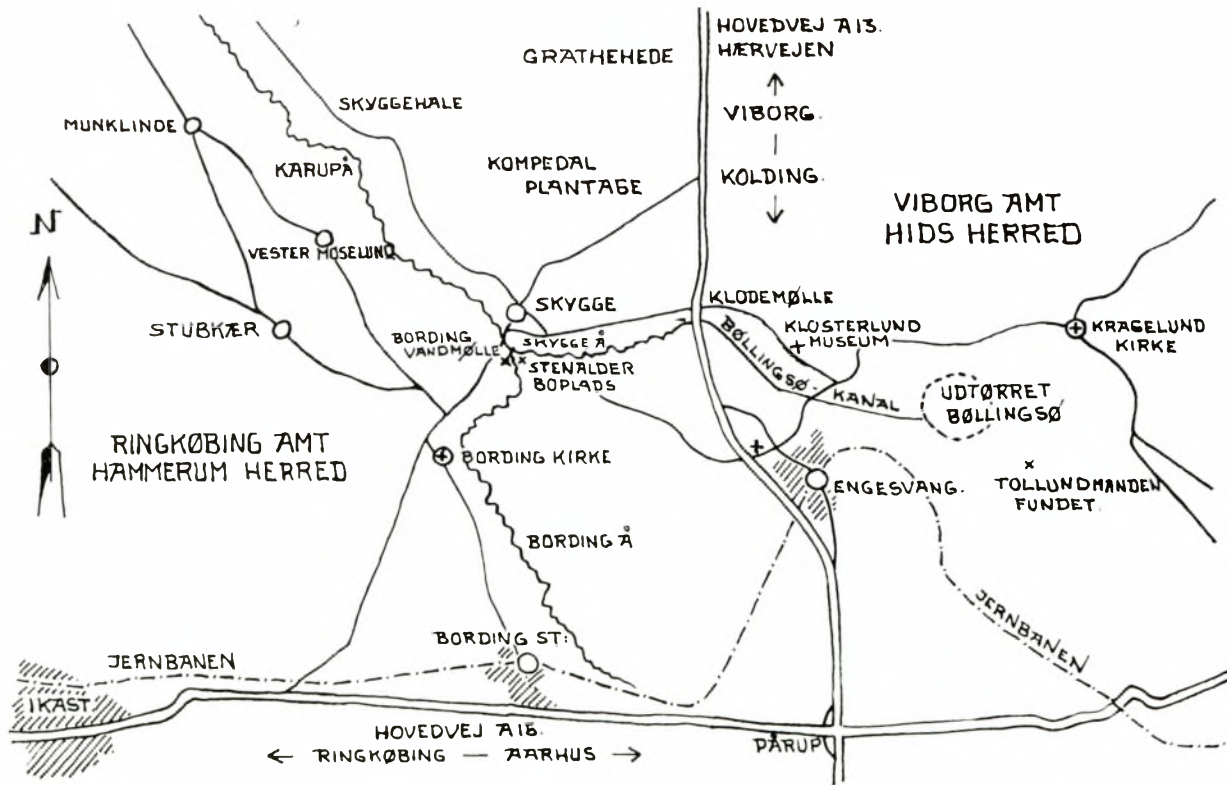 HOVEDVEJ A13.
HÆRVEJEN
GRATHEHEDE
SKYGGEHALE
VIBORG.
MUNKLINDE
KARUPÅ
KOMPEDAL
PLANTAGE
KOLDING.
VIBORG AMT
HIDS HERRED
N
VESTER MOSELUND
SKYGGE
KLODEMØLLE
STUBKÆR
BORDING
VANDMØLLE
SKYGGE Å
STENALDER
BOPLADS
BØLLINGSØ-KANAL
KLOSTERLUND
MUSEUM
KRAGELUND
KIRKE
UDTØRRET
BØLLINGSØ
RINGKØBING AMT
HAMMERUM HERRED
BORDING KIRKE
ENGESVANG.
TOLLUNDMANDEN
FUNDET.
BORDING Å
BORDING ST:
JERNBANEN
JERNBANEN
IKAST.
HOVEDVEJ A15.
RINGKØBING — AARHUS
PÅRUP